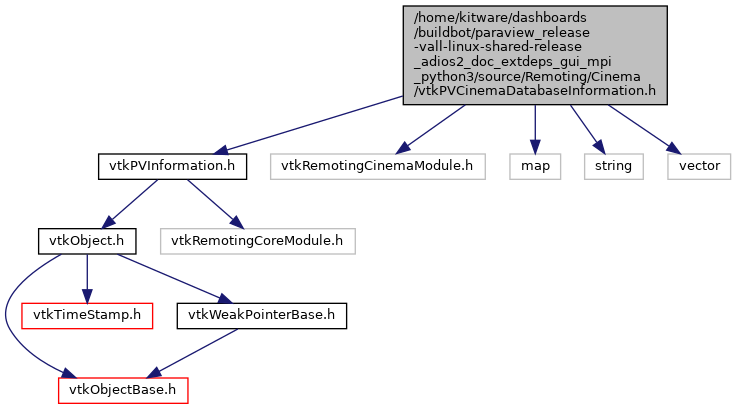 /home/kitware/dashboards
/buildbot/paraview_release
-vall-linux-shared-release
_adios2_doc_extdeps_gui_mpi
_python3/source/Remoting/Cinema
/vtkPVCinemaDatabaseInformation.h
vtkPVInformation.h
vtkRemotingCinemaModule.h
map
string
vector
vtkObject.h
vtkRemotingCoreModule.h
vtkTimeStamp.h
vtkWeakPointerBase.h
vtkObjectBase.h